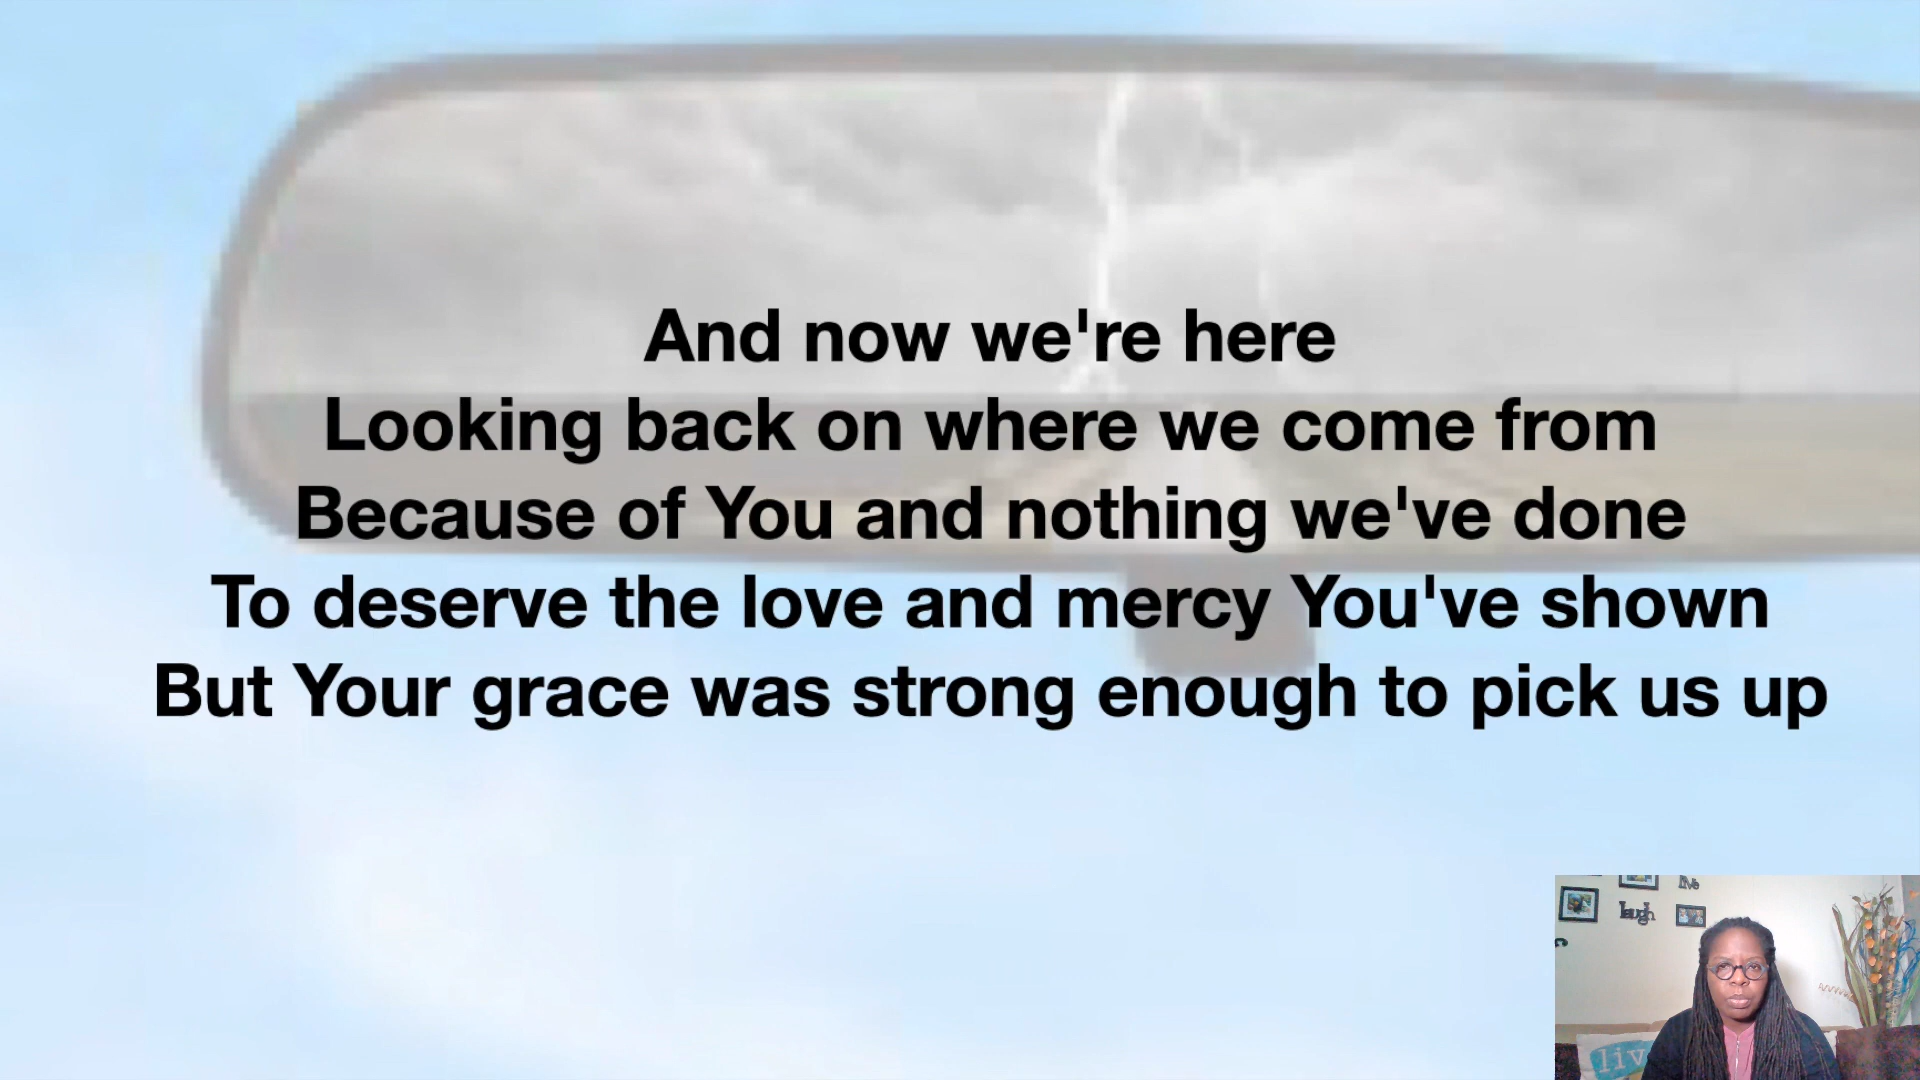 And now we're here
Looking back on where we come from
Because of You and nothing we've done
To deserve the love and mercy You've shown
But Your grace was strong enough to pick us up
live
laugh
liv